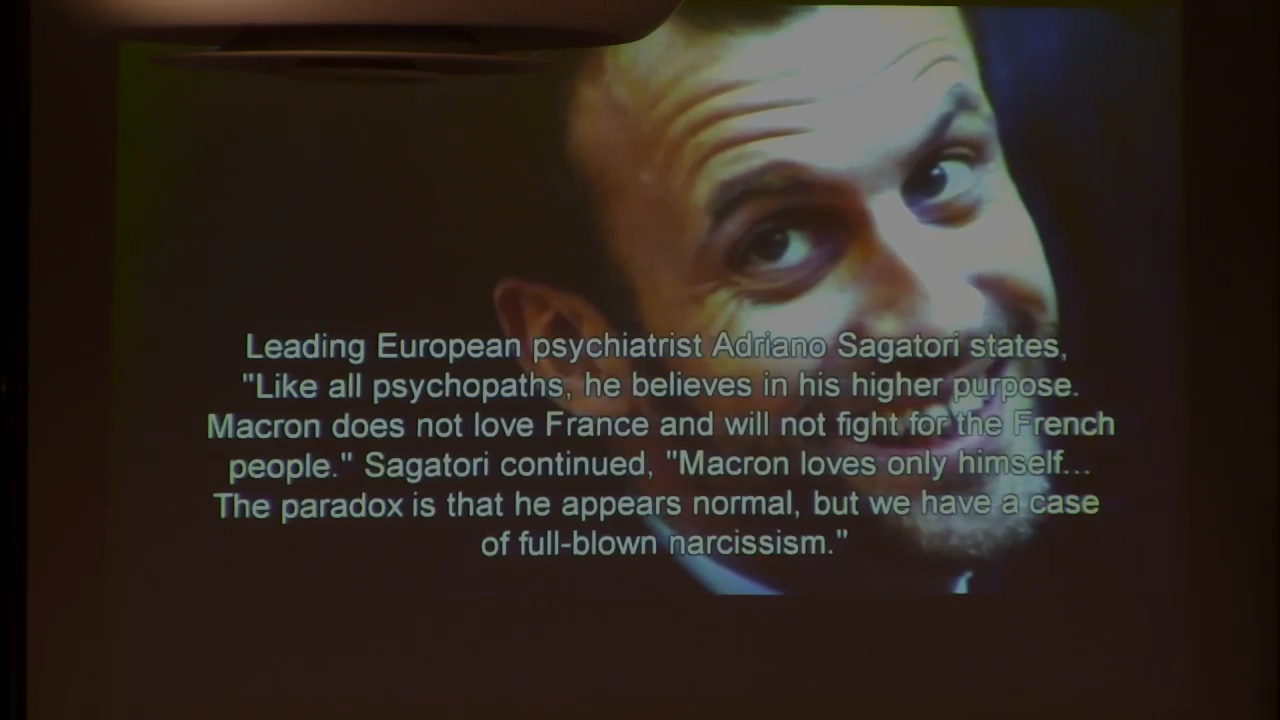 Leading European psychiatrist Adriano Sagatori states,
"Like all psychopaths, he believes in his higher purpose.
Macron does not love France and will not fight for the French
people." Sagatori continued, "Macron loves only himself...
The paradox is that he appears normal, but we have a case
of full-blown narcissism."